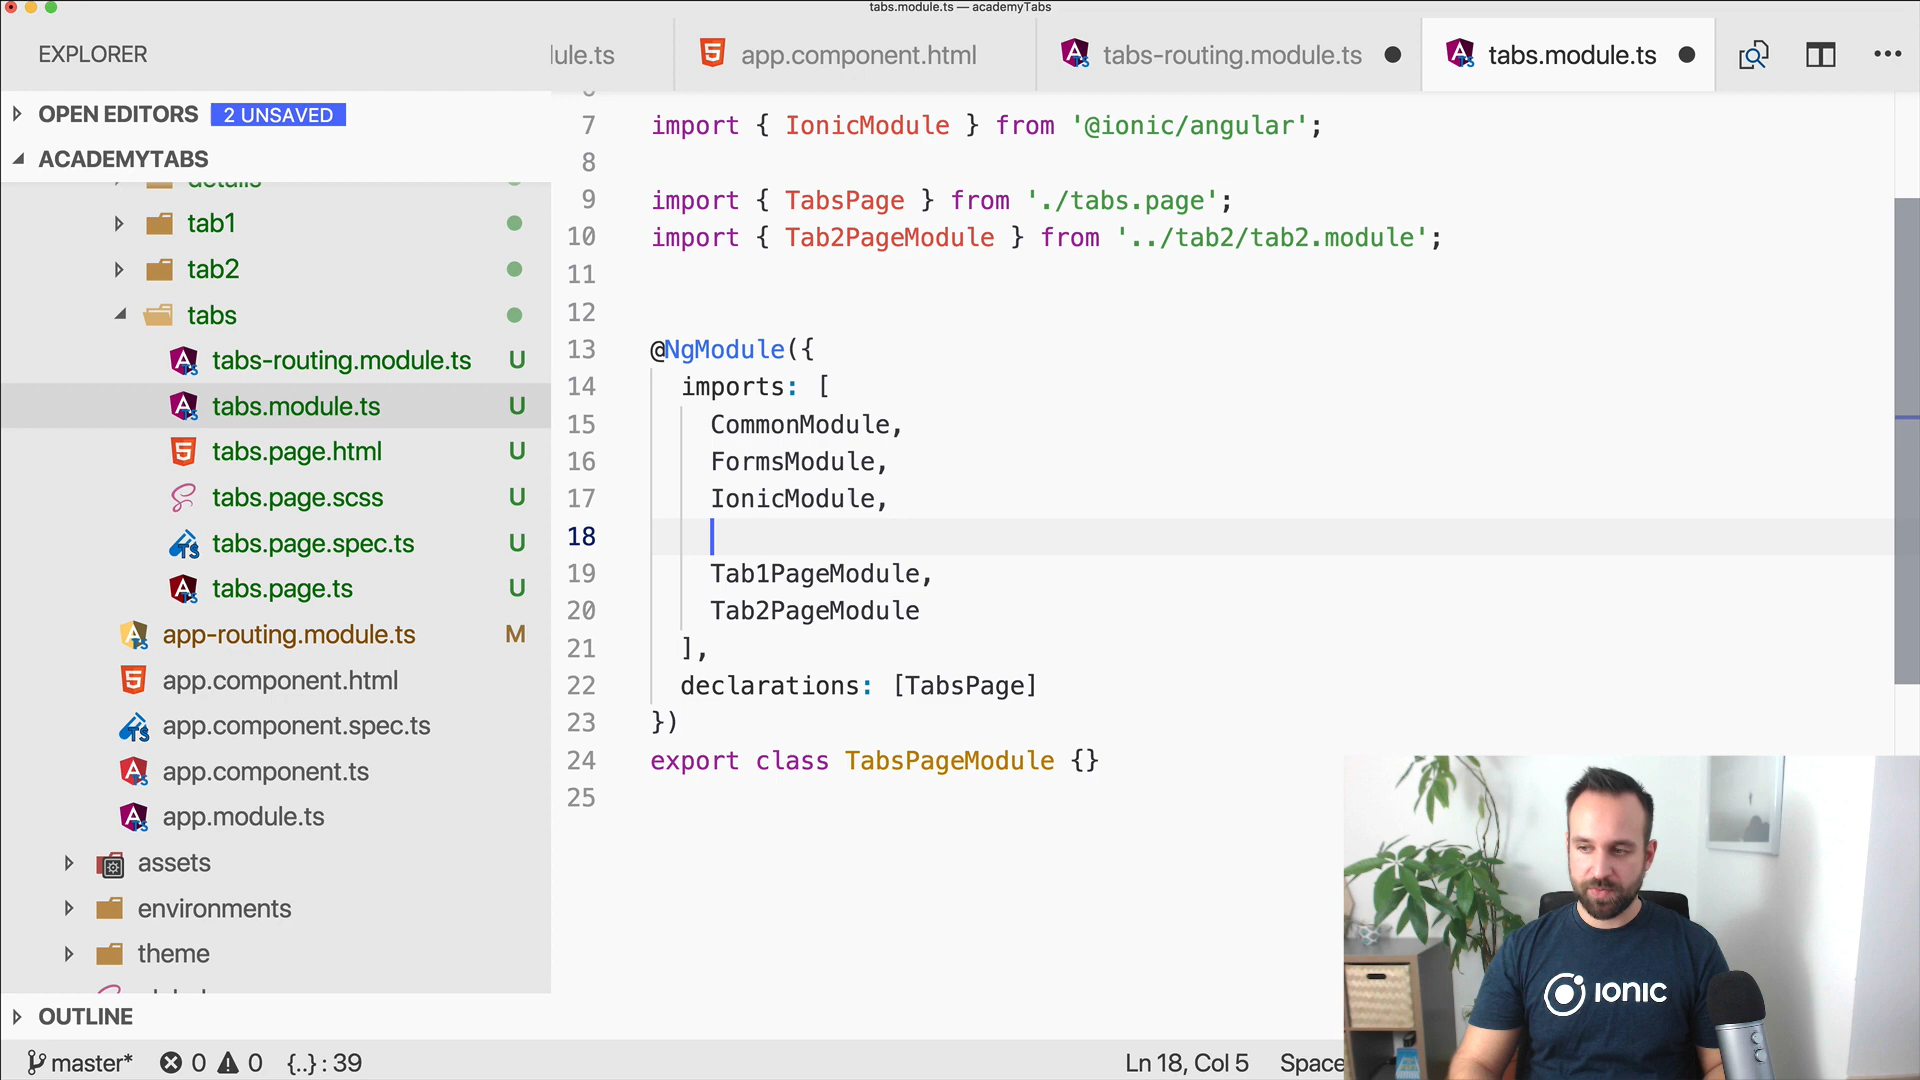 tabs.module.ts — academyTabs
EXPLORER
lule.ts
app.component.html
tabs-routing.module.ts
tabs.module.ts
OPEN EDITORS 2 UNSAVED
ACADEMYTABS
details
tab1
tab2
tabs
tabs-routing.module.ts U
tabs.module.ts U
tabs.page.html U
tabs.page.scss U
tabs.page.spec.ts U
tabs.page.ts U
app-routing.module.ts M
app.component.html
app.component.spec.ts
app.component.ts
app.module.ts
assets
environments
theme
OUTLINE
7 import { IonicModule } from '@ionic/angular';
8
9 import { TabsPage } from './tabs.page';
10 import { Tab2PageModule } from '../tab2/tab2.module';
11
12
13 @NgModule({
14 imports: [
15 CommonModule,
16 FormsModule,
17 IonicModule,
18
19 Tab1PageModule,
20 Tab2PageModule
21 ],
22 declarations: [TabsPage]
23 })
24 export class TabsPageModule {}
25
IONIC
master* 0 0 {..} : 39
Ln 18, Col 5 Space